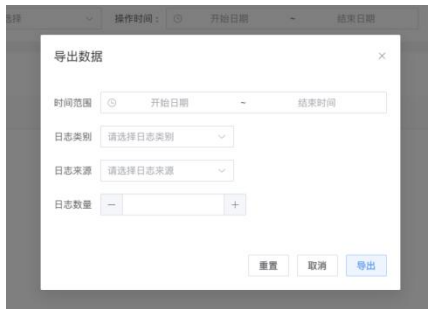 选择 操作时间： 开始日期 ~ 结束日期
导出数据
时间范围 开始日期 ~ 结束时间
日志类别 请选择日志类别
日志来源 请选择日志来源
日志数量 − +
重置 取消 导出